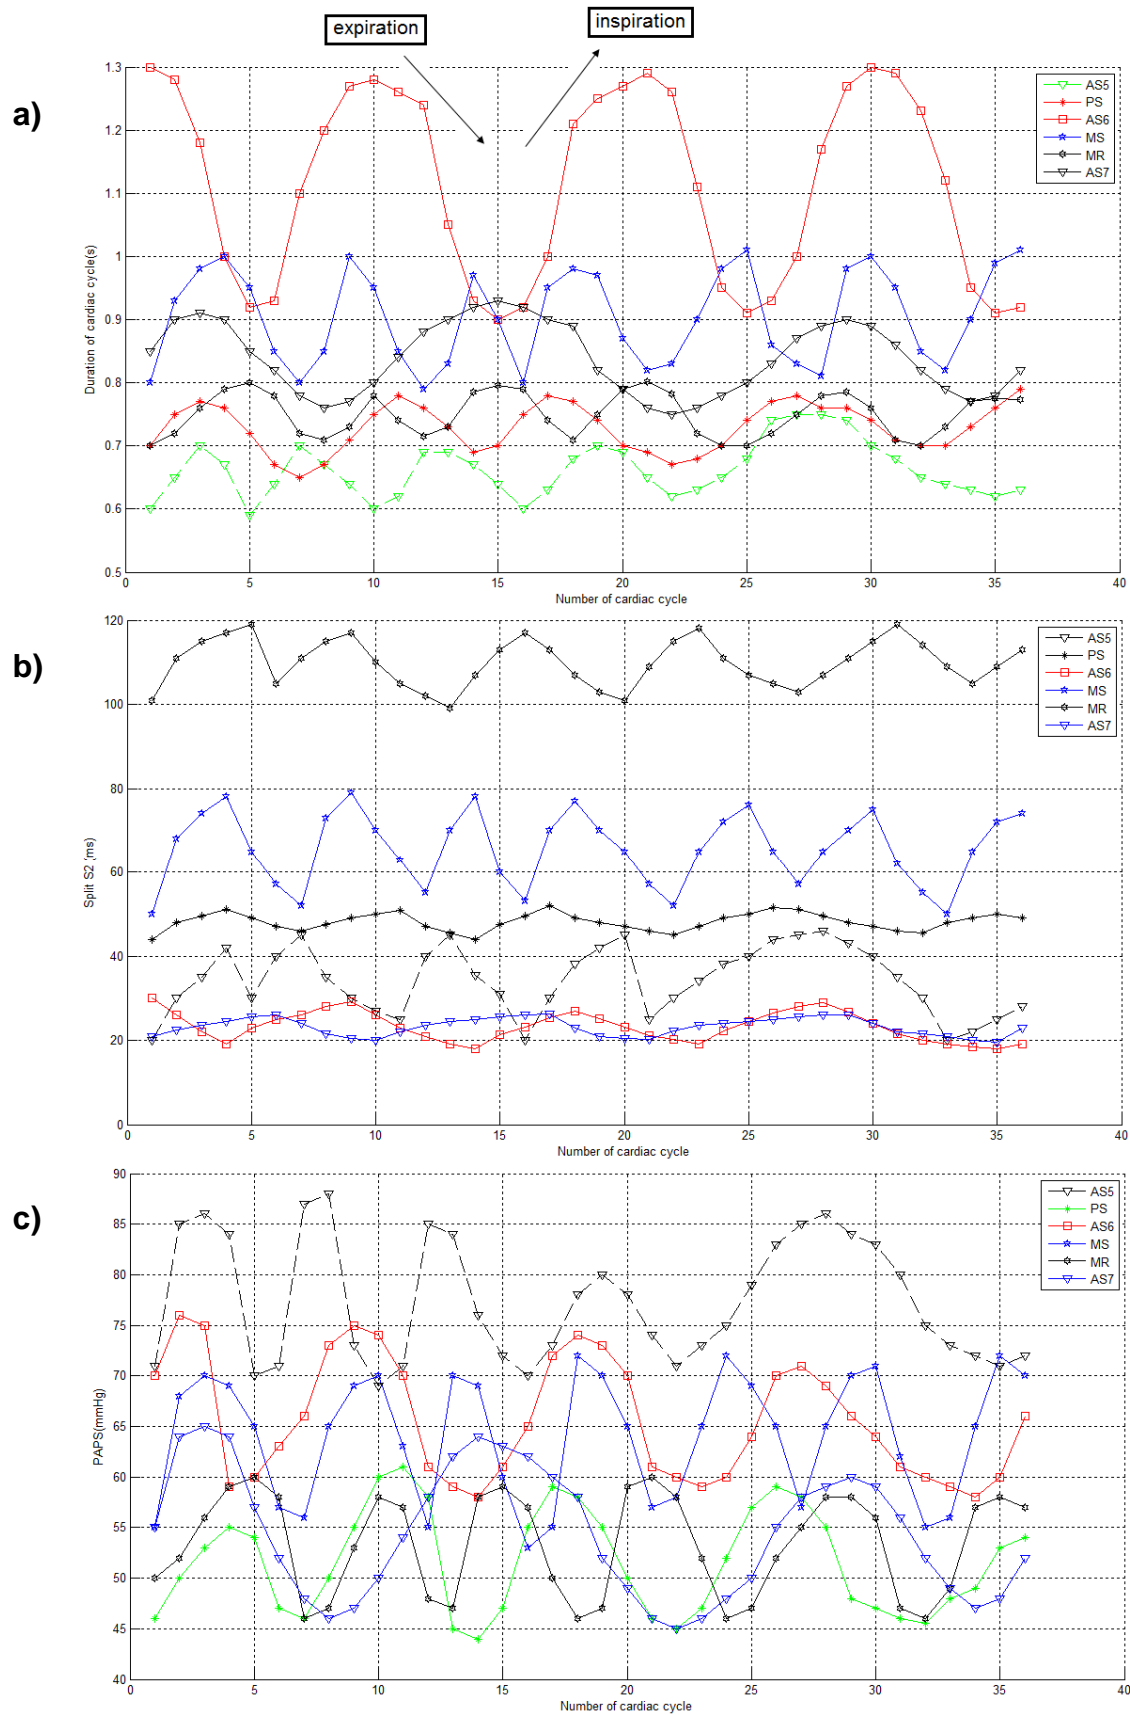 expiration
inspiration
a)
1.3
1.2
1.1
1
0.9
0.8
0.7
0.6
0.5
Duration of cardiac cycle(s)
0 5 10 15 20 25 30 35 40
Number of cardiac cycle
AS5
PS
AS6
MS
MR
AS7
b)
120
100
80
60
40
20
0
Split S2 (ms)
0 5 10 15 20 25 30 35 40
Number of cardiac cycle
AS5
PS
AS6
MS
MR
AS7
c)
90
85
80
75
70
65
60
55
50
45
40
PAPS(mmHg)
0 5 10 15 20 25 30 35 40
Number of cardiac cycle
AS5
PS
AS6
MS
MR
AS7